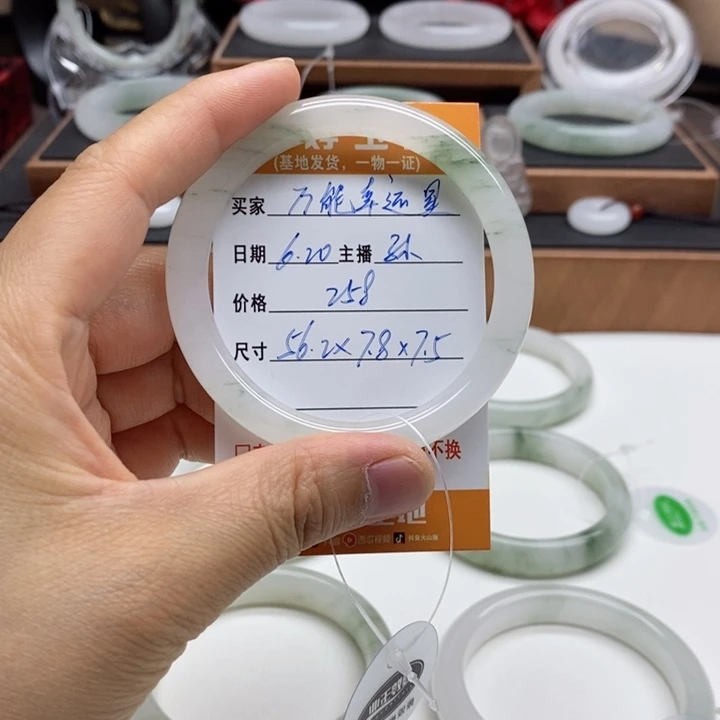 (基地发货，一物一证)
买家 万能幸运星
日期 6.20 主播
价格 258
尺寸 56.2×7.8×7.5
不换